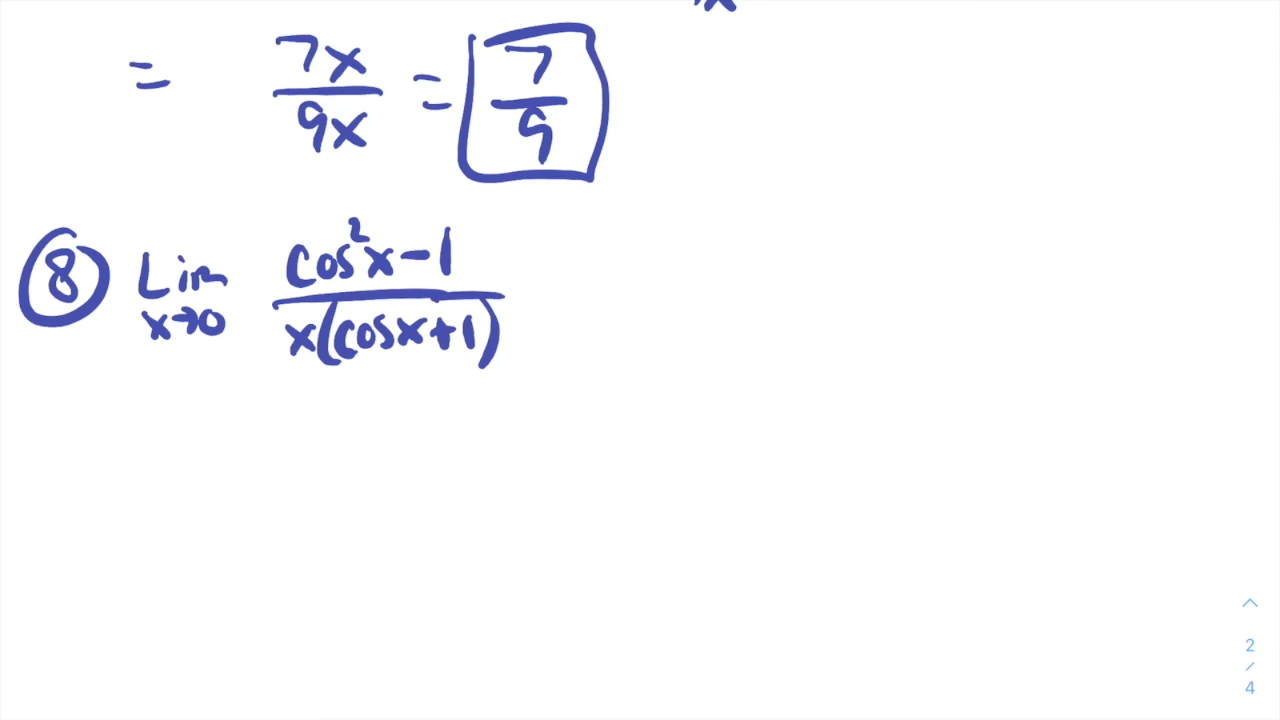 = 7x/9x = 7/9
⑧ Lim x→0 cos²x-1 / x(cosx+1)
2 / 4